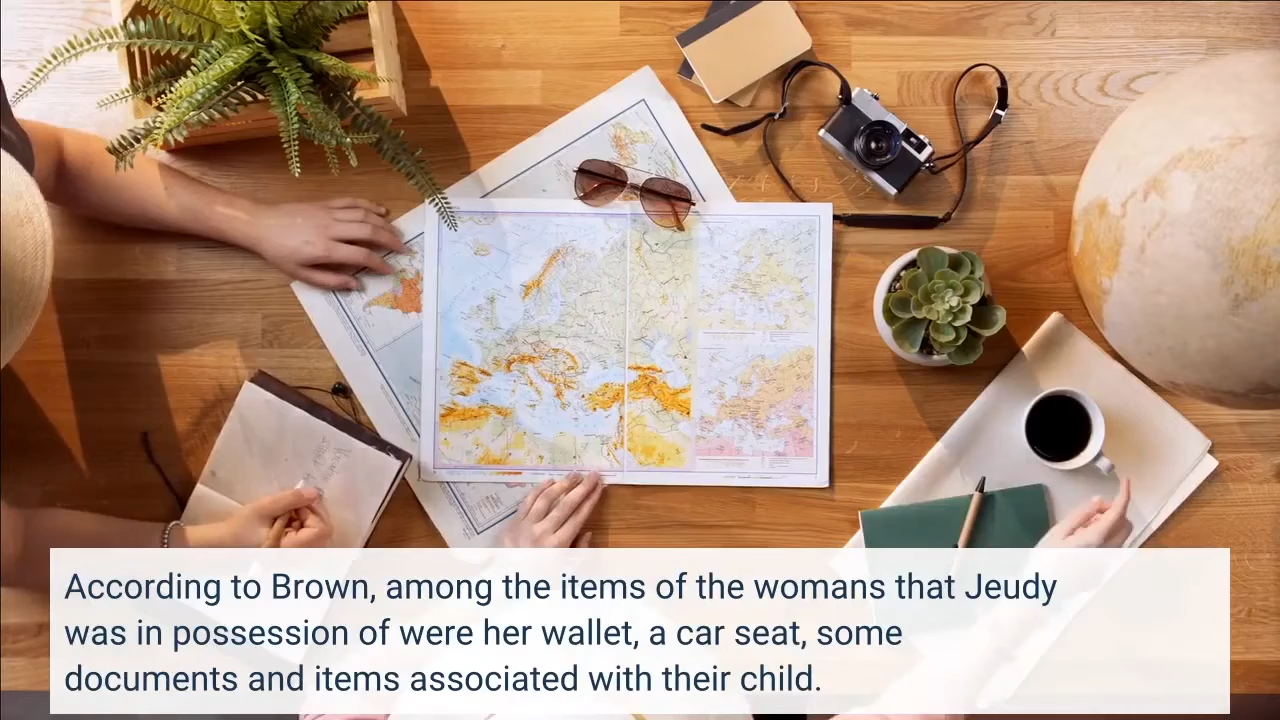 According to Brown, among the items of the womans that Jeudy
was in possession of were her wallet, a car seat, some
documents and items associated with their child.